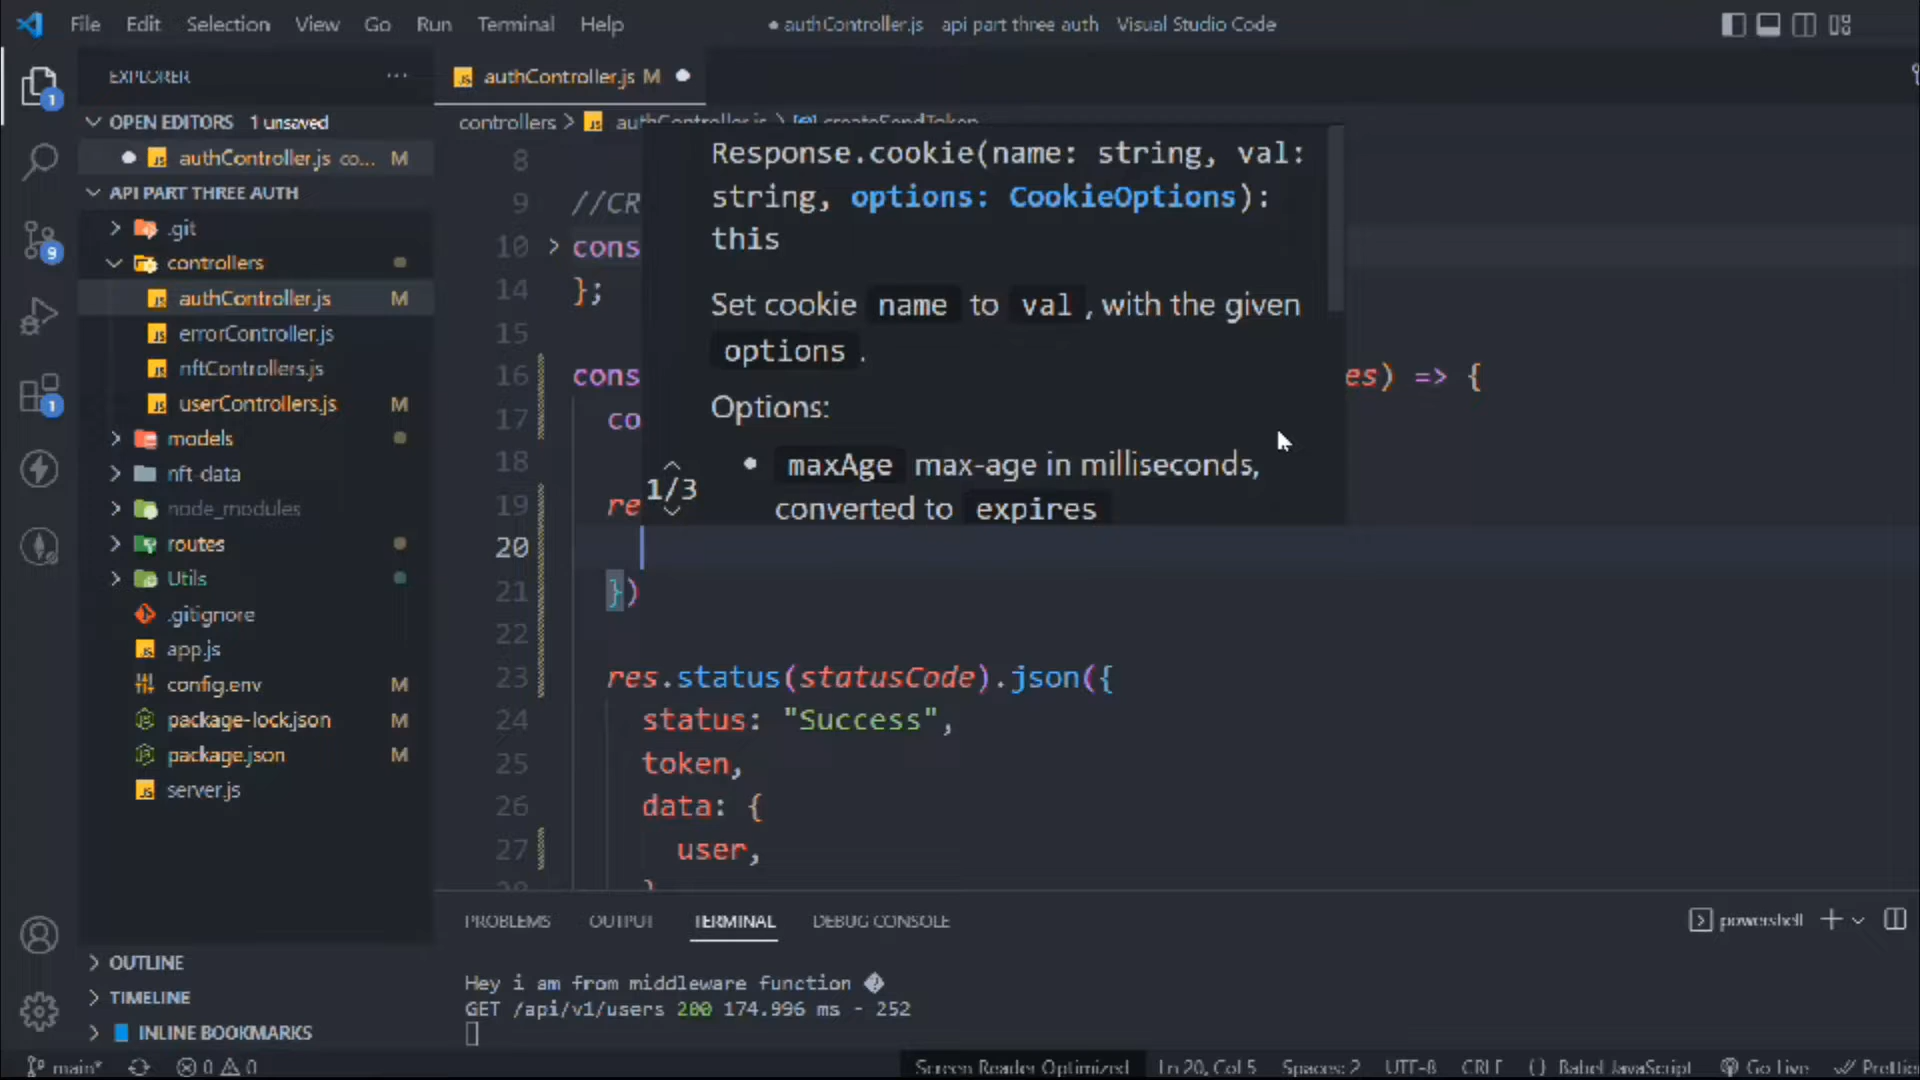 File Edit Selection View Go Run Terminal Help
● authController.js api part three auth Visual Studio Code
EXPLORER ···
authController.js M ●
OPEN EDITORS 1 unsaved
● authController.js co... M
API PART THREE AUTH
.git
controllers
authController.js M
errorController.js
nftControllers.js
userControllers.js M
models
nft-data
node_modules
routes
Utils
.gitignore
app.js
config.env M
package-lock.json M
package.json M
server.js
OUTLINE
TIMELINE
INLINE BOOKMARKS
controllers > authController.js > createSendToken
8
9 //CR
10 > cons
14 };
15
16 cons es) => {
17 co
18
19 re
20
21 })
22
23 res.status(statusCode).json({
24 status: "Success",
25 token,
26 data: {
27 user,
28 }
Response.cookie(name: string, val:
string, options: CookieOptions):
this
Set cookie name to val , with the given
options .
Options:
• maxAge max-age in milliseconds,
converted to expires
1/3
PROBLEMS OUTPUT TERMINAL DEBUG CONSOLE
powershell
Hey i am from middleware function �
GET /api/v1/users 200 174.996 ms - 252
main* 0 0
Screen Reader Optimized Ln 20, Col 5 Spaces: 2 UTF-8 CRLF {} Babel JavaScript Go Live Prettie
1
9
1